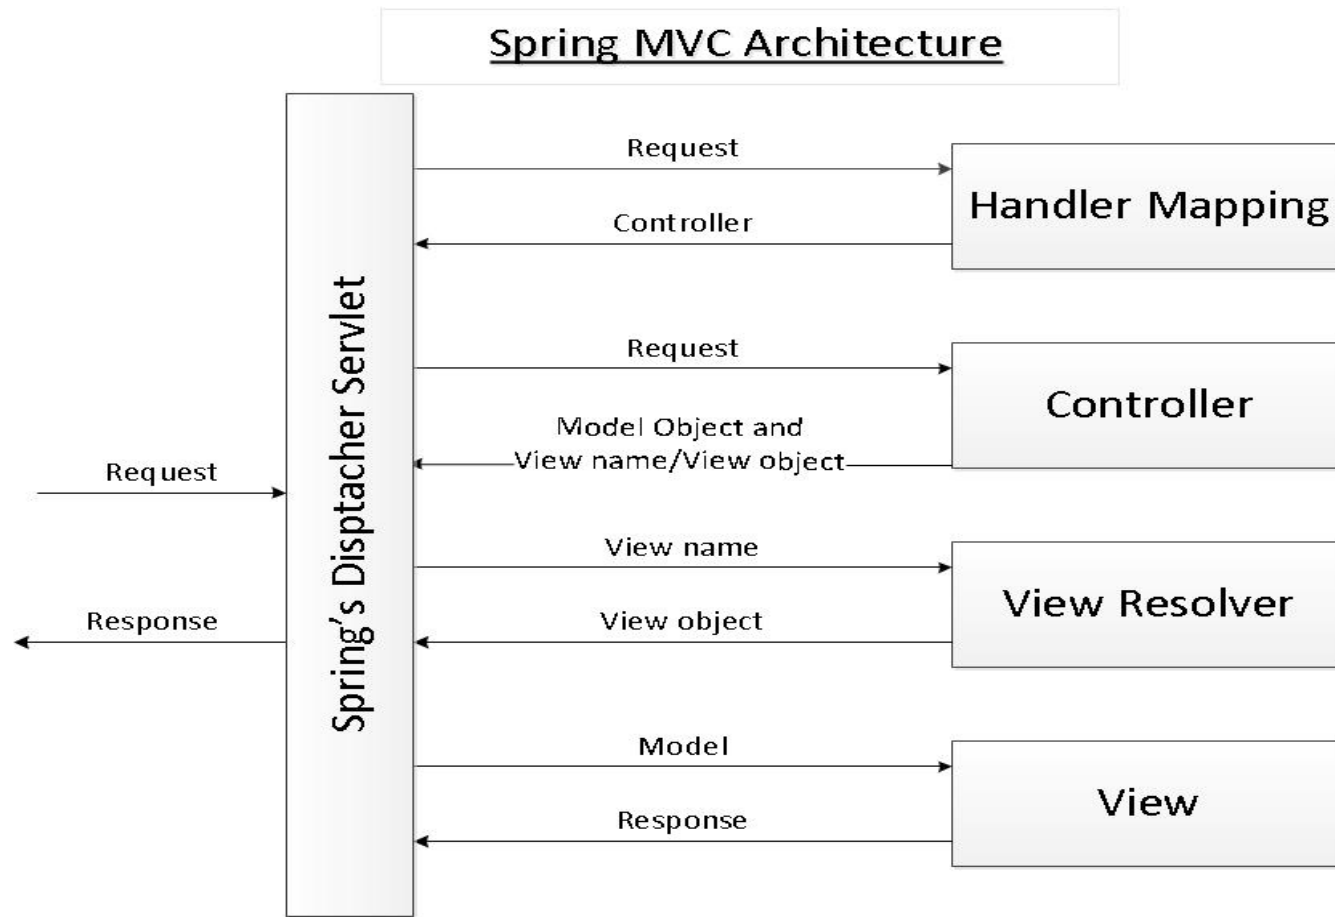 Spring MVC Architecture
Request
Handler Mapping
Controller
Spring's Disptacher Servlet
Request
Controller
Model Object and
View name/View object
Request
View name
View Resolver
Response
View object
Model
View
Response